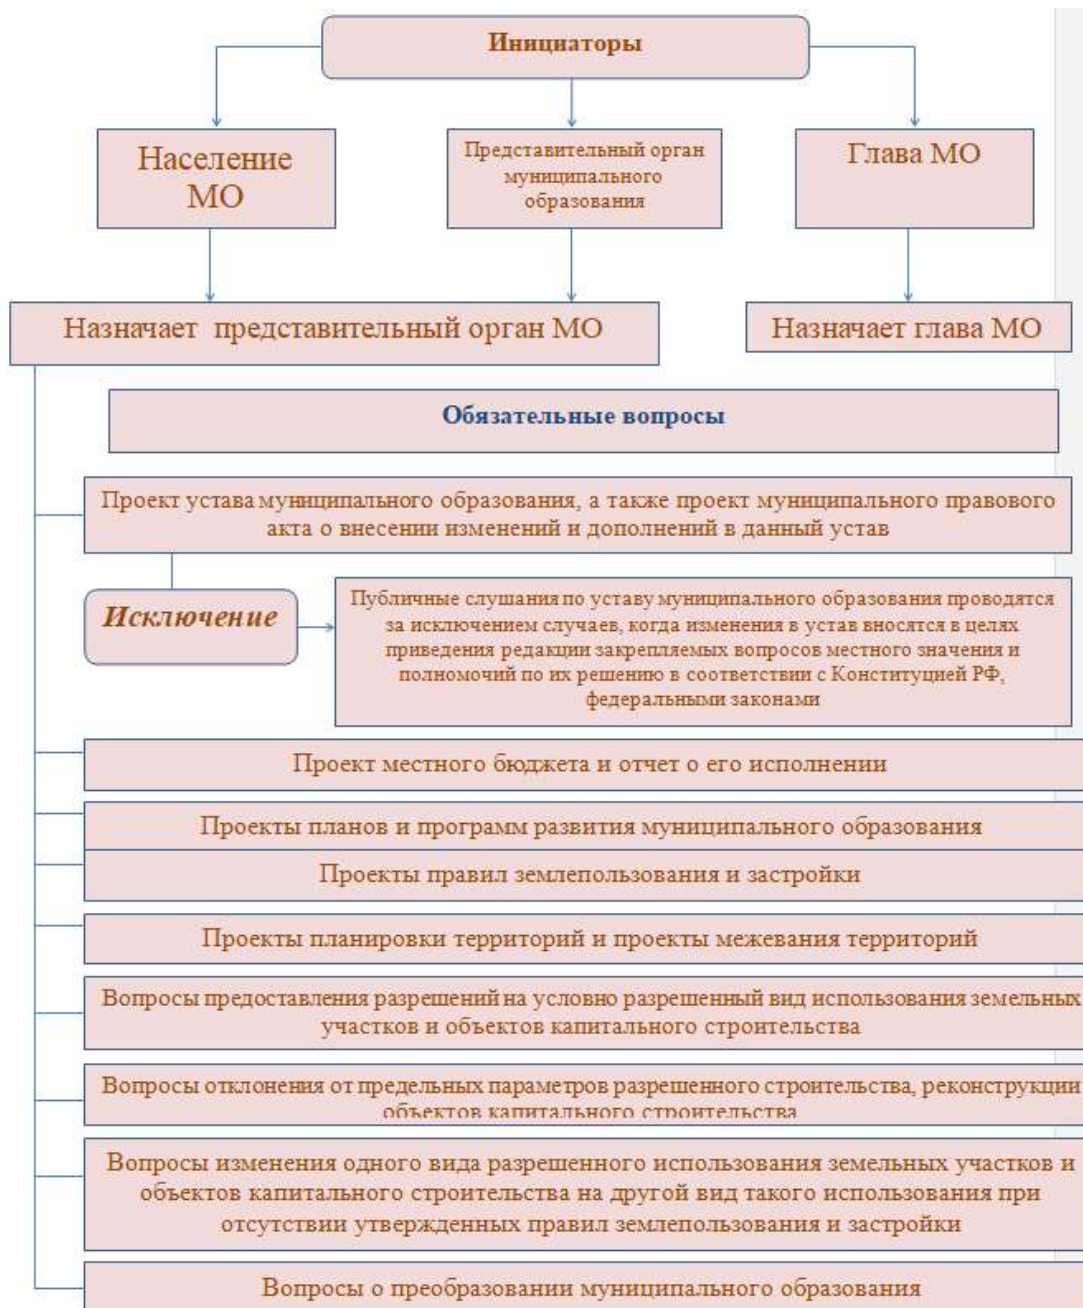 Инициаторы
Население
МО
Представительный орган
муниципального
образования
Глава МО
Назначает представительный орган МО
Назначает глава МО
Обязательные вопросы
Проект устава муниципального образования, а также проект муниципального правового
акта о внесении изменений и дополнений в данный устав
Исключение
Публичные слушания по уставу муниципального образования проводятся
за исключением случаев, когда изменения в устав вносятся в целях
приведения редакции закрепляемых вопросов местного значения и
полномочий по их решению в соответствии с Конституцией РФ,
федеральными законами
Проект местного бюджета и отчет о его исполнении
Проекты планов и программ развития муниципального образования
Проекты правил землепользования и застройки
Проекты планировки территорий и проекты межевания территорий
Вопросы предоставления разрешений на условно разрешенный вид использования земельных
участков и объектов капитального строительства
Вопросы отклонения от предельных параметров разрешенного строительства, реконструкции
объектов капитального строительства
Вопросы изменения одного вида разрешенного использования земельных участков и
объектов капитального строительства на другой вид такого использования при
отсутствии утвержденных правил землепользования и застройки
Вопросы о преобразовании муниципального образования